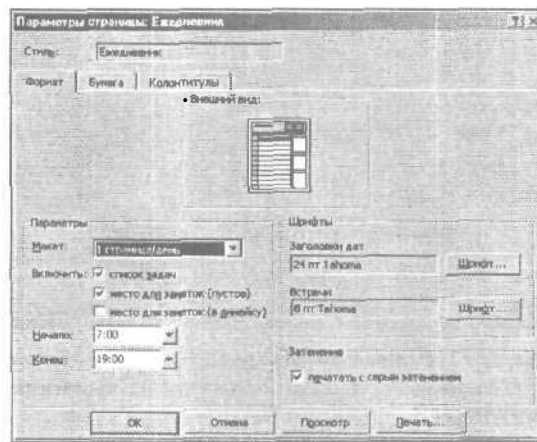 Параметры страницы: Ежедневник
Стиль: Ежедневник
Формат Бумага Колонтитулы
Внешний вид:
Параметры
Макет: 1 страница/день
Включить: список задач
место для заметок (пустое)
место для заметок (в линейку)
Начало: 7:00
Конец: 19:00
Шрифты
Заголовки дат
24 пт Tahoma Шрифт...
Встречи
8 пт Tahoma Шрифт...
Затенение
печатать с серым затенением
ОК Отмена Просмотр Печать...